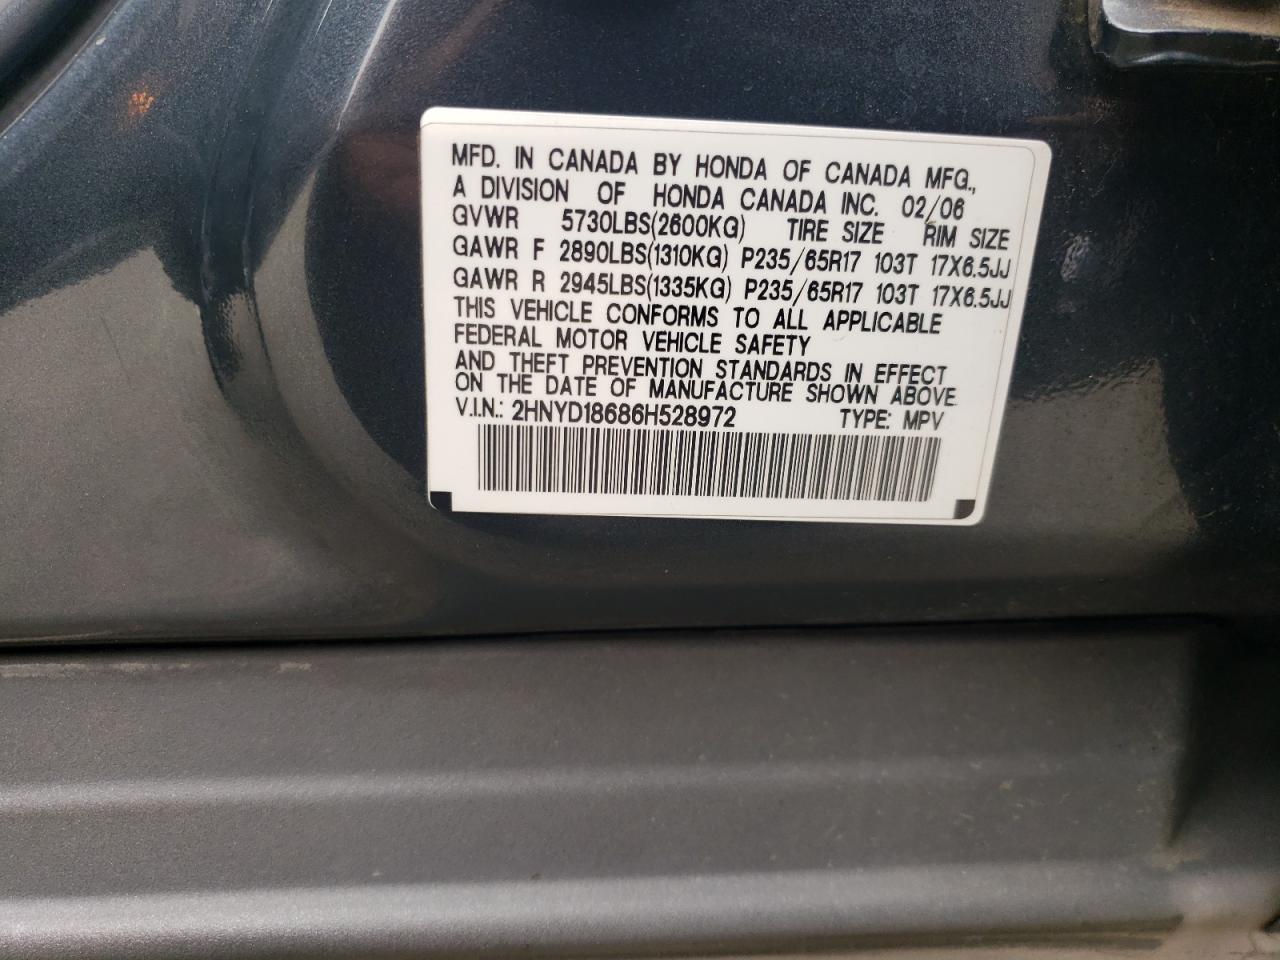 MFD. IN CANADA BY HONDA OF CANADA MFG.,
A DIVISION OF HONDA CANADA INC. 02/06
GVWR 5730LBS(2600KG) TIRE SIZE RIM SIZE
GAWR F 2890LBS(1310KG) P235/65R17 103T 17X6.5JJ
GAWR R 2945LBS(1335KG) P235/65R17 103T 17X6.5JJ
THIS VEHICLE CONFORMS TO ALL APPLICABLE
FEDERAL MOTOR VEHICLE SAFETY
AND THEFT PREVENTION STANDARDS IN EFFECT
ON THE DATE OF MANUFACTURE SHOWN ABOVE.
V.I.N.: 2HNYD18686H528972 TYPE: MPV